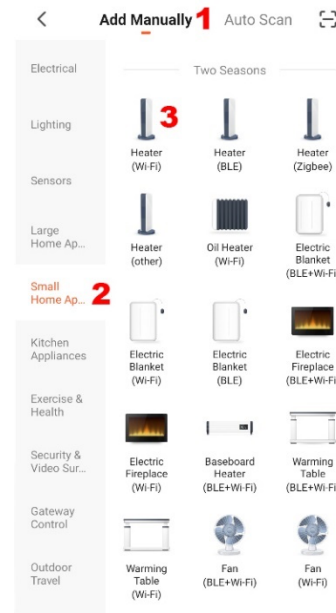 Add Manually 1 Auto Scan
Electrical
Two Seasons
Lighting
3
Heater
(Wi-Fi)
Heater
(BLE)
Heater
(Zigbee)
Sensors
Large
Home Ap...
Heater
(other)
Oil Heater
(Wi-Fi)
Electric
Blanket
(BLE+Wi-Fi)
Small
Home Ap... 2
Kitchen
Appliances
Electric
Blanket
(Wi-Fi)
Electric
Blanket
(BLE)
Electric
Fireplace
(BLE+Wi-Fi
Exercise &
Health
Security &
Video Sur...
Electric
Fireplace
(Wi-Fi)
Baseboard
Heater
(BLE+Wi-Fi)
Warming
Table
(BLE+Wi-Fi
Gateway
Control
Outdoor
Travel
Warming
Table
(Wi-Fi)
Fan
(BLE+Wi-Fi)
Fan
(Wi-Fi)